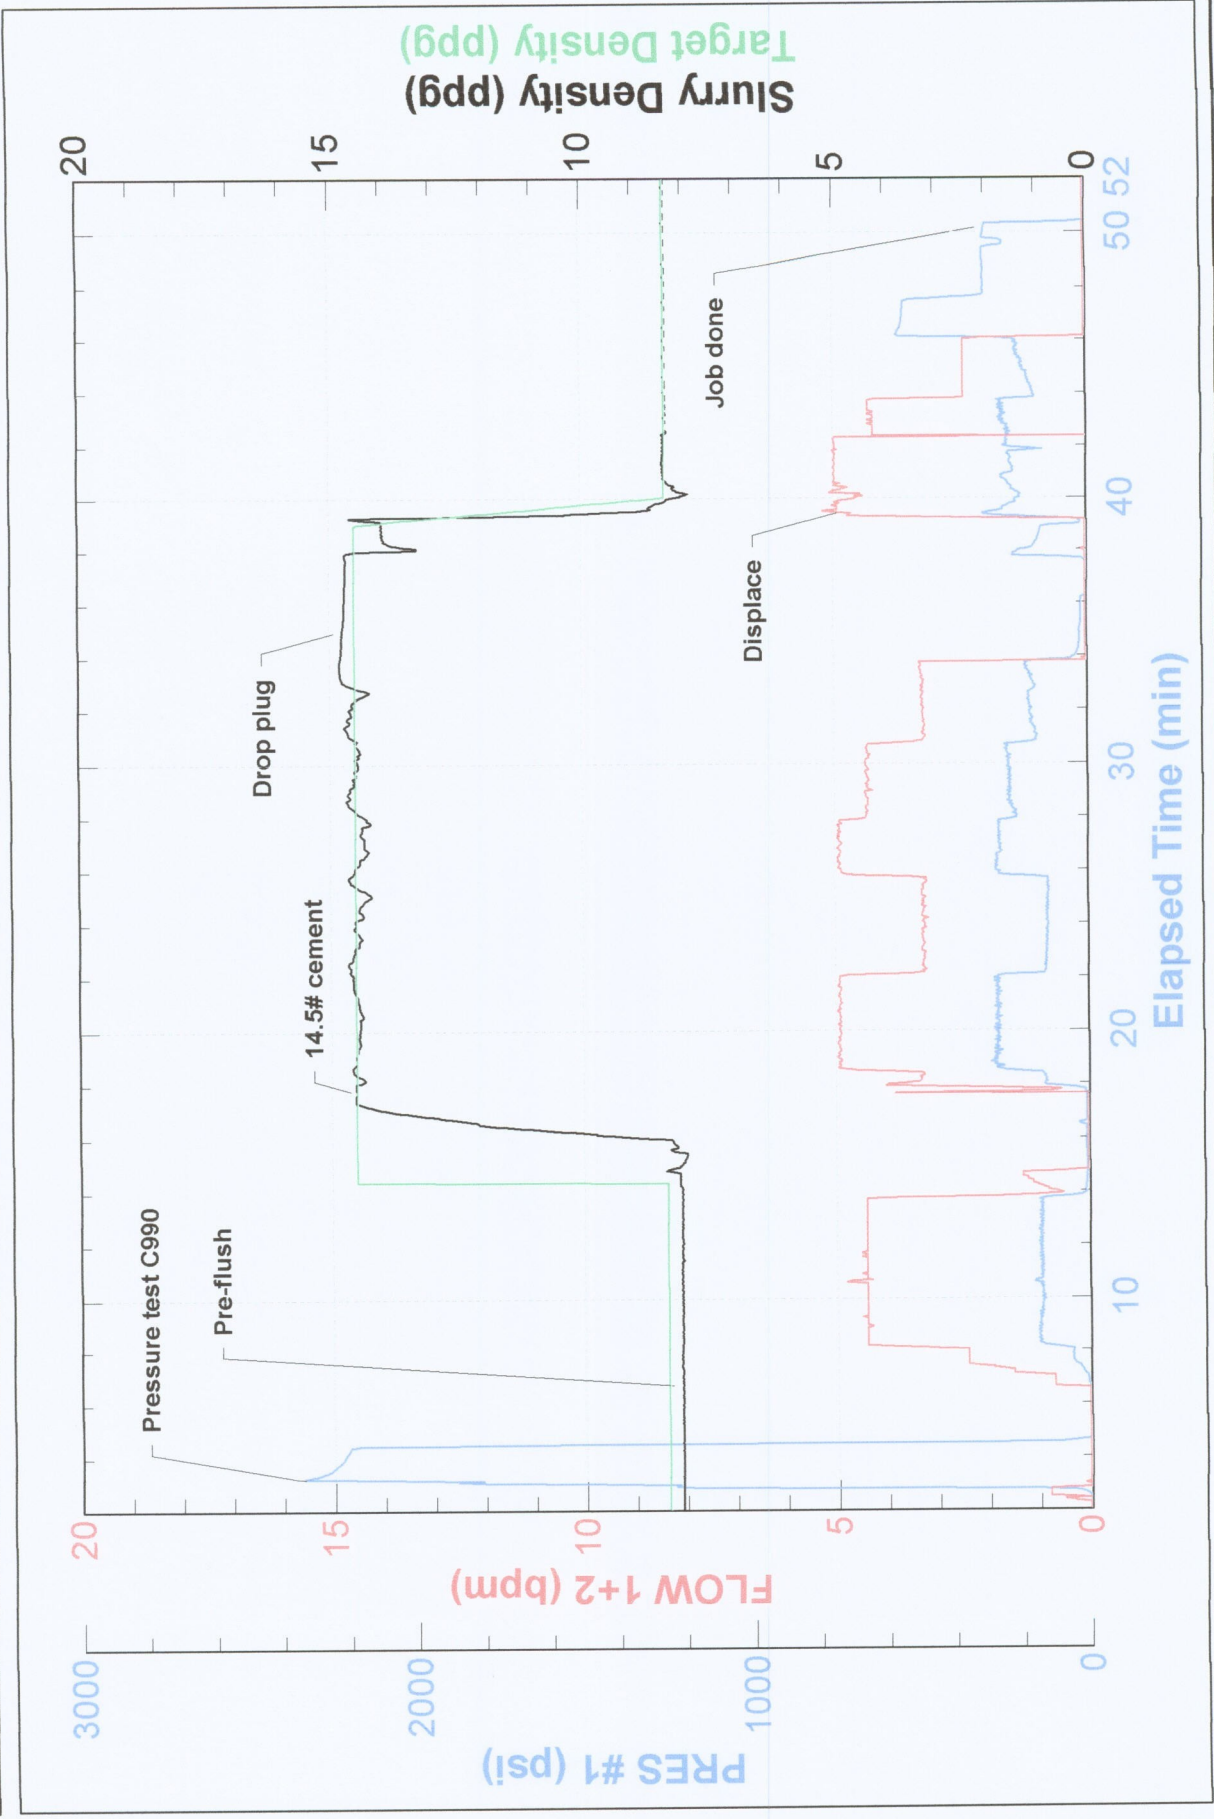 PRES #1 (psi)
3000
2000
1000
0
FLOW 1+2 (bpm)
20
15
10
5
0
Pressure test C990
Pre-flush
14.5# cement
Drop plug
Displace
Job done
10
20
30
40
50
52
Elapsed Time (min)
20
15
10
5
0
Slurry Density (ppg)
Target Density (ppg)